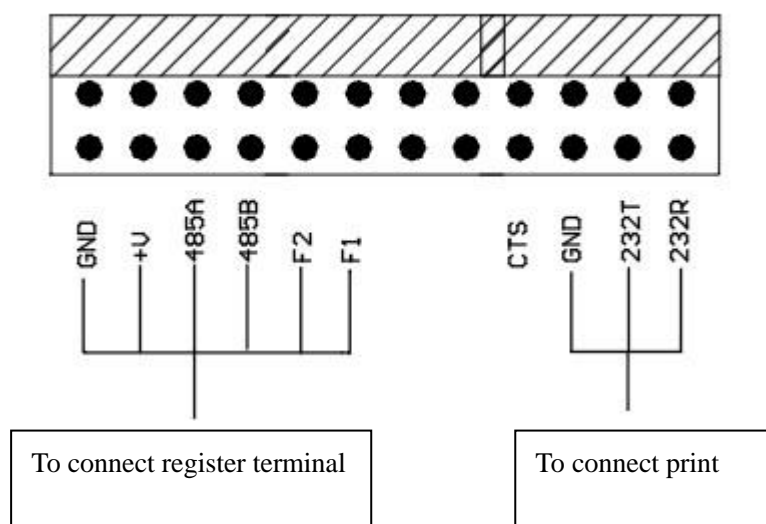 GND
+V
485A
485B
F2
F1
CTS
GND
232T
232R
To connect register terminal
To connect print